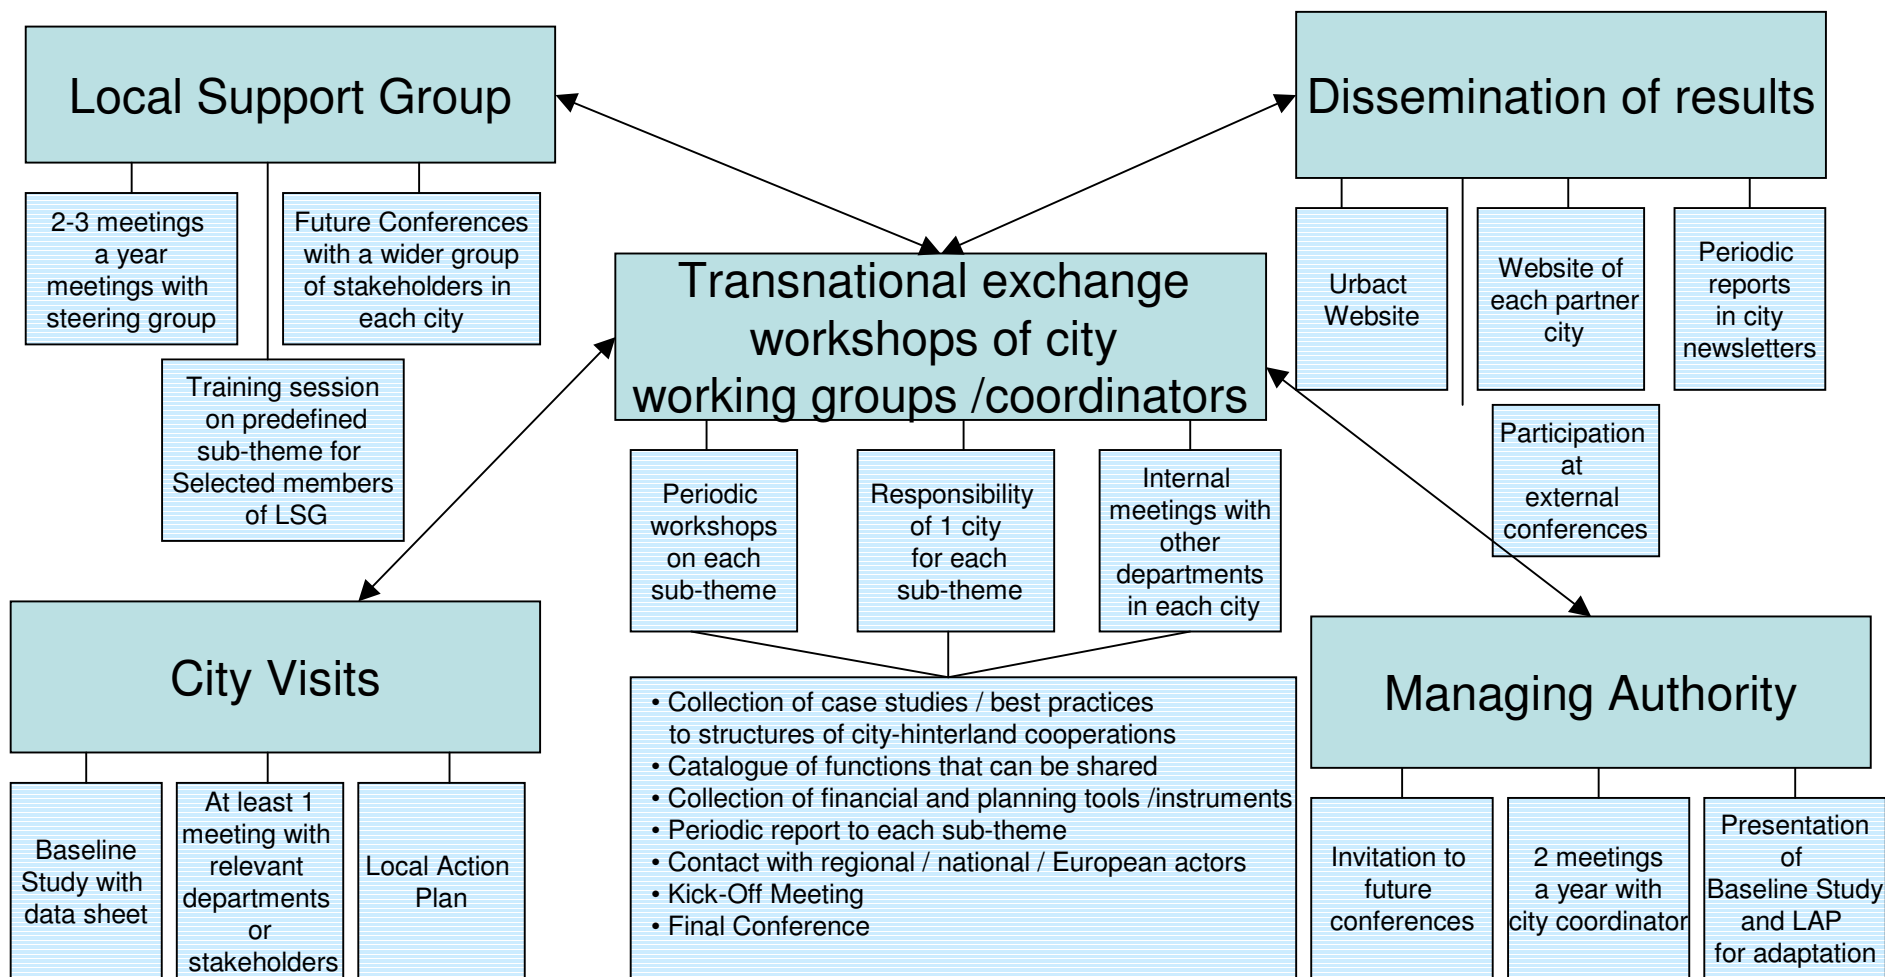 Local Support Group
2-3 meetings
a year
meetings with
steering group
Future Conferences
with a wider group
of stakeholders in
each city
Training session
on predefined
sub-theme for
Selected members
of LSG
Dissemination of results
Urbact
Website
Website of
each partner
city
Periodic
reports
in city
newsletters
Participation
at
external
conferences
Transnational exchange
workshops of city
working groups /coordinators
Periodic
workshops
on each
sub-theme
Responsibility
of 1 city
for each
sub-theme
Internal
meetings with
other
departments
in each city
• Collection of case studies / best practices
to structures of city-hinterland cooperations
• Catalogue of functions that can be shared
• Collection of financial and planning tools /instruments
• Periodic report to each sub-theme
• Contact with regional / national / European actors
• Kick-Off Meeting
• Final Conference
City Visits
Baseline
Study with
data sheet
At least 1
meeting with
relevant
departments
or
stakeholders
Local Action
Plan
Managing Authority
Invitation to
future
conferences
2 meetings
a year with
city coordinator
Presentation
of
Baseline Study
and LAP
for adaptation